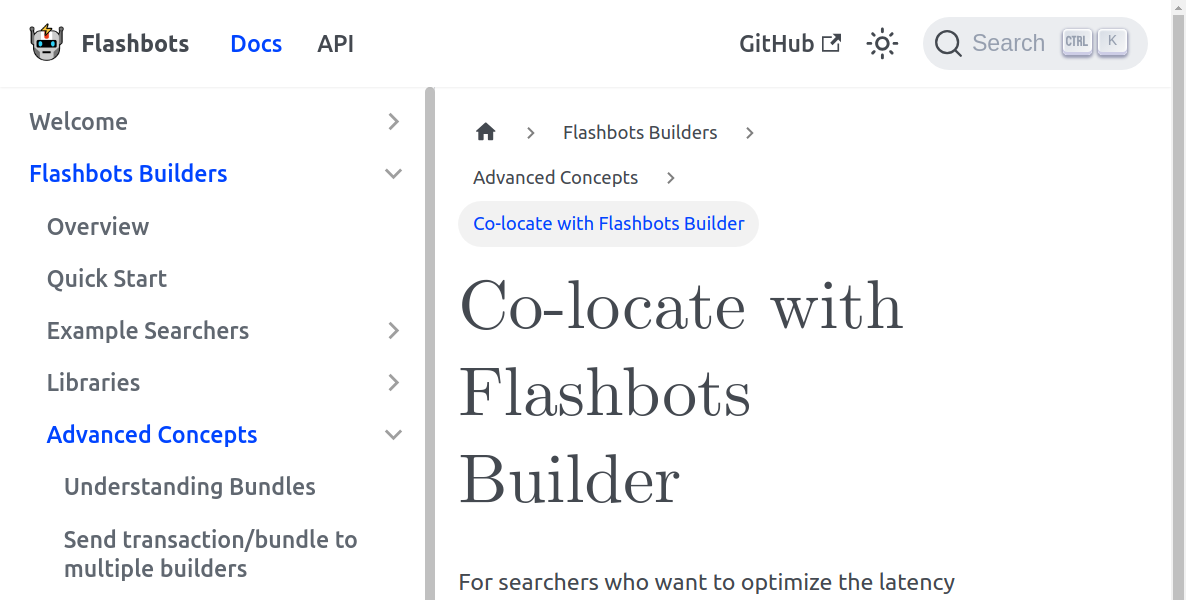 Flashbots
Docs
API
GitHub
Search
CTRL
K
Welcome
Flashbots Builders
Overview
Quick Start
Example Searchers
Libraries
Advanced Concepts
Understanding Bundles
Send transaction/bundle to
multiple builders
Flashbots Builders
Advanced Concepts
Co-locate with Flashbots Builder
Co-locate with
Flashbots
Builder
For searchers who want to optimize the latency